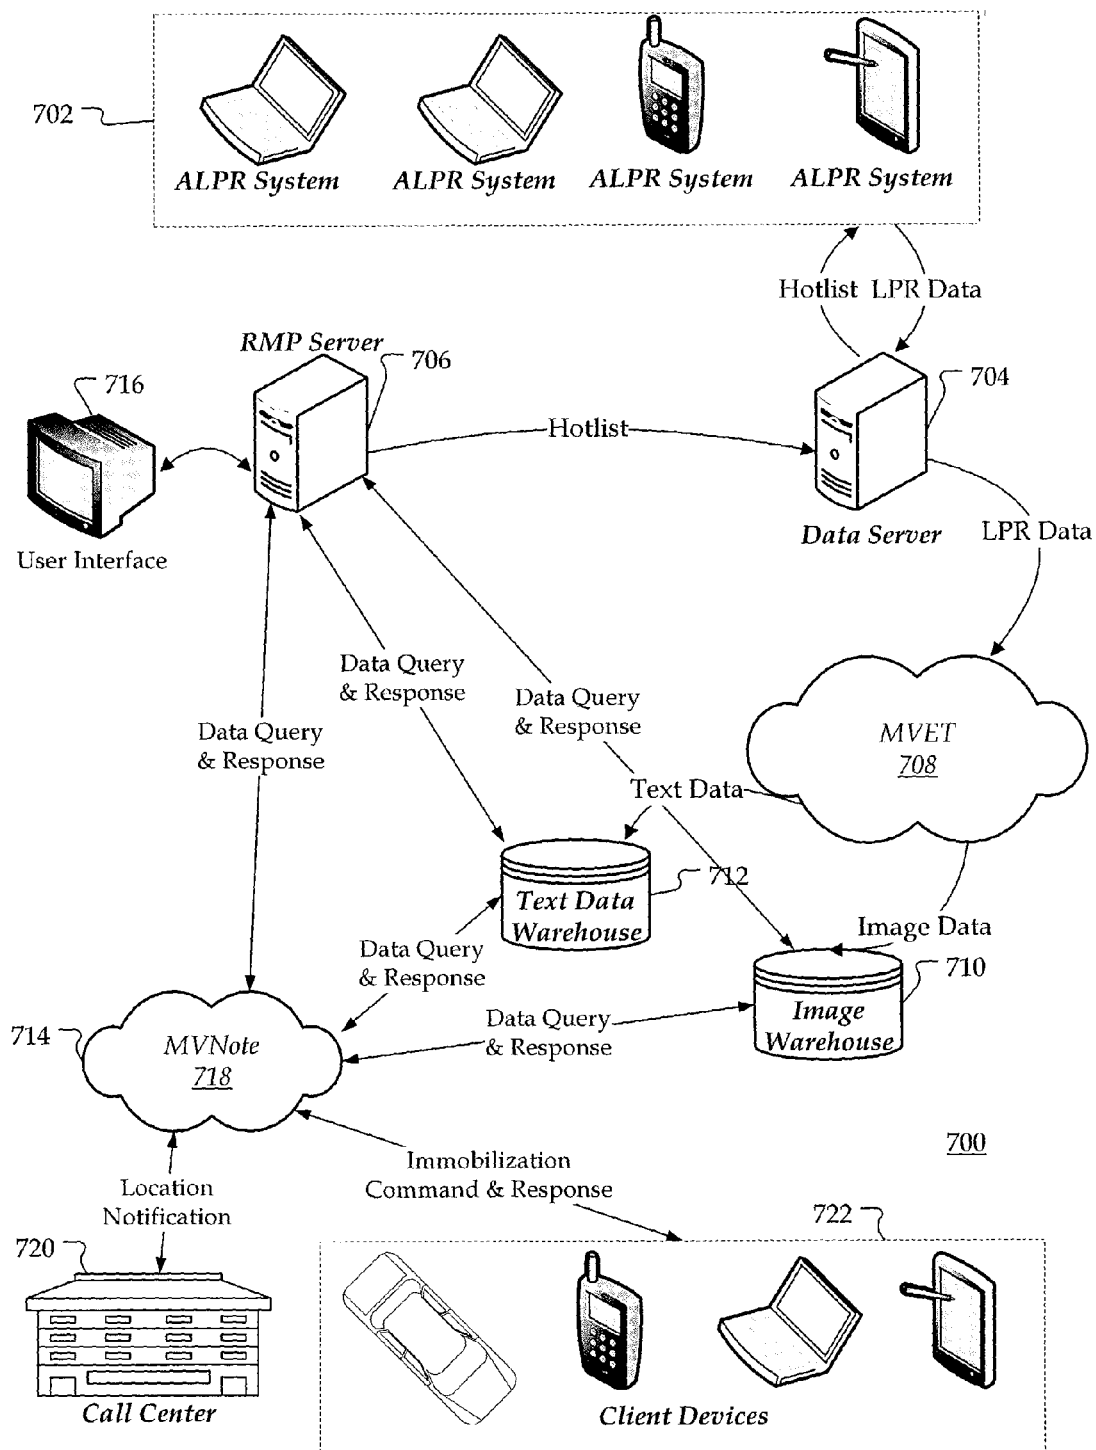 702
ALPR System
ALPR System
ALPR System
ALPR System
Hotlist
LPR Data
RMP Server
706
716
704
Hotlist
User Interface
Data Server
LPR Data
Data Query
& Response
Data Query
& Response
Data Query
& Response
MVET
708
Text Data
712
Text Data
Warehouse
Image Data
Data Query
& Response
710
Image
Warehouse
Data Query
& Response
714
MVNote
718
700
Immobilization
Command & Response
Location
Notification
722
720
Call Center
Client Devices